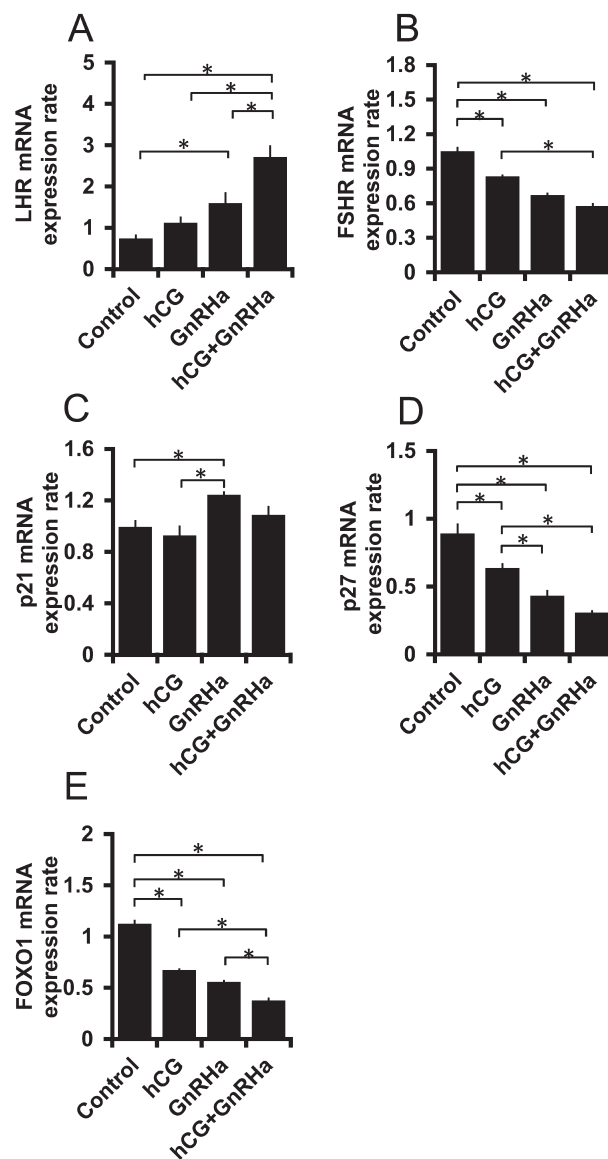 A
LHR mRNA
expression rate
5
4
3
2
1
0
*
*
*
*
Control
hCG
GnRHa
hCG+GnRHa
B
FSHR mRNA
expression rate
1.8
1.5
1.2
0.9
0.6
0.3
0
*
*
*
*
Control
hCG
GnRHa
hCG+GnRHa
C
p21 mRNA
expression rate
1.6
1.2
0.8
0.4
0
*
*
Control
hCG
GnRHa
hCG+GnRHa
D
p27 mRNA
expression rate
1.5
1
0.5
0
*
*
*
*
*
Control
hCG
GnRHa
hCG+GnRHa
E
FOXO1 mRNA
expression rate
2
1.5
1
0.5
0
*
*
*
*
*
Control
hCG
GnRHa
hCG+GnRHa